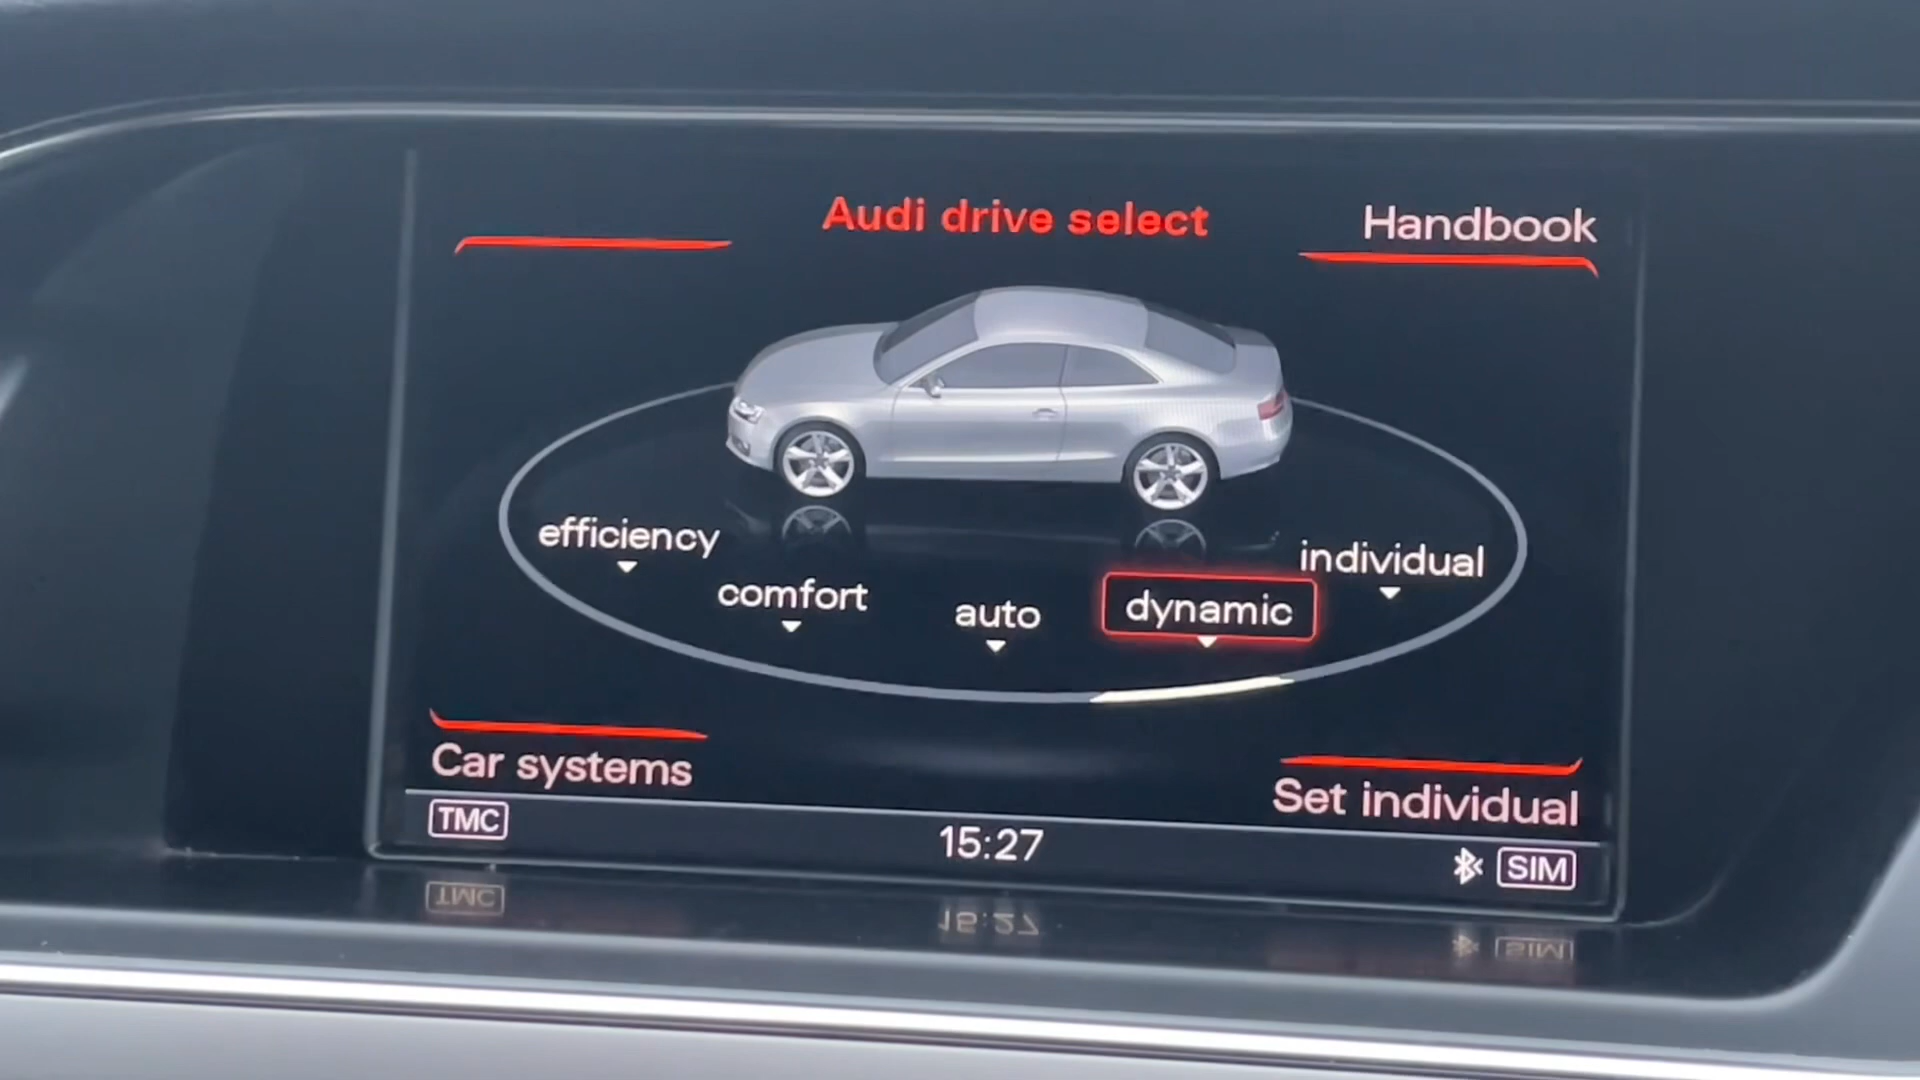 Audi drive select
Handbook
efficiency
comfort
auto
dynamic
individual
Car systems
Set individual
TMC
15:27
SIM